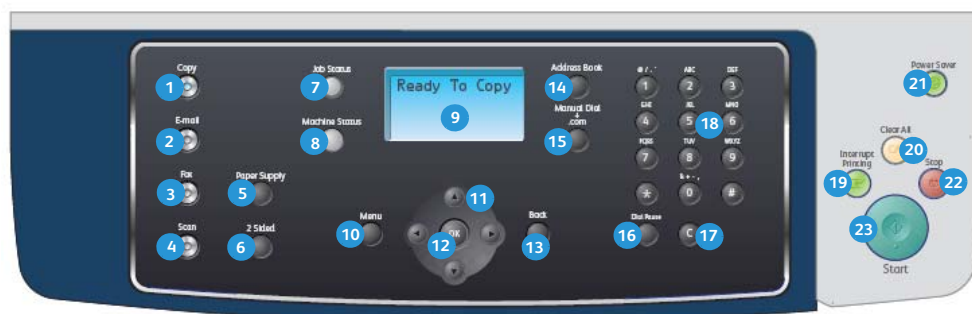 Copy
1
E-mail
2
Fax
3
Scan
4
Paper Supply
5
2 Sided
6
Job Status
7
Machine Status
8
Ready To Copy
9
Menu
10
11
OK
12
Back
13
Address Book
14
Manual Dial
+
.com
15
@ / . '
ABC
DEF
1
2
3
GHI
JKL
MNO
4
5
18
6
PQRS
TUV
WXYZ
7
8
9
& + - ,
*
0
#
Dial Pause
16
C
17
Power Saver
21
Clear All
20
Interrupt
Printing
19
Stop
22
23
Start